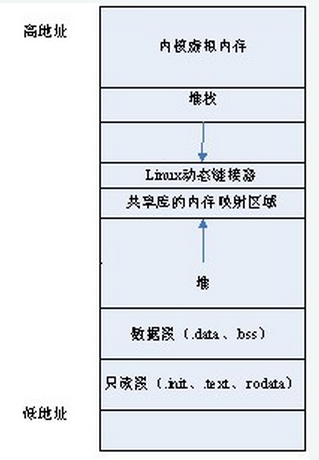 高地址
内核虚拟内存
堆栈
Linux动态链接器
共享库的内存映射区域
堆
数据段（.data、.bss）
只读段（.init、.text、rodata）
低地址